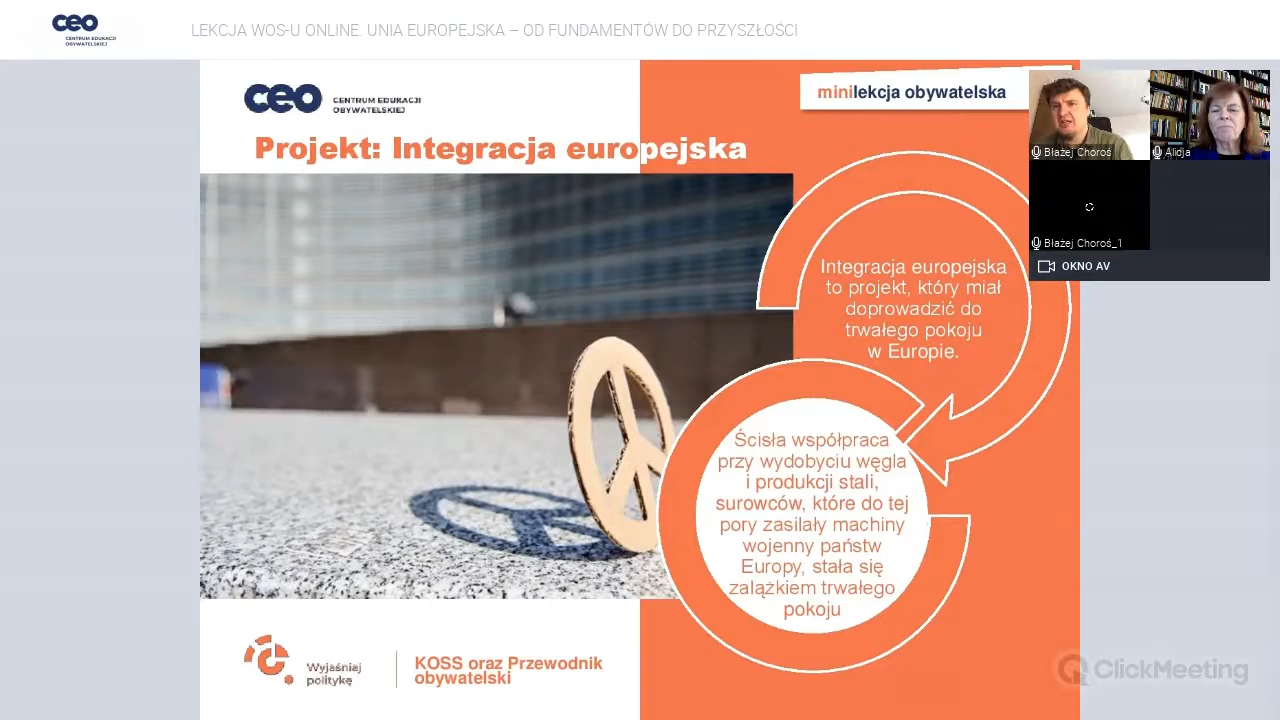 ceo
CENTRUM EDUKACJI
OBYWATELSKIEJ
LEKCJA WOS-U ONLINE. UNIA EUROPEJSKA – OD FUNDAMENTÓW DO PRZYSZŁOŚCI
ceo
CENTRUM EDUKACJI
OBYWATELSKIEJ
minilekcja obywatelska
Projekt: Integracja europejska
Błażej Choroś
Alicja
Błażej Choroś_1
OKNO AV
Integracja europejska
to projekt, który miał
doprowadzić do
trwałego pokoju
w Europie.
Ścisła współpraca
przy wydobyciu węgla
i produkcji stali,
surowców, które do tej
pory zasilały machiny
wojenny państw
Europy, stała się
zalążkiem trwałego
pokoju
Wyjaśniaj
politykę
KOSS oraz Przewodnik
obywatelski
ClickMeeting